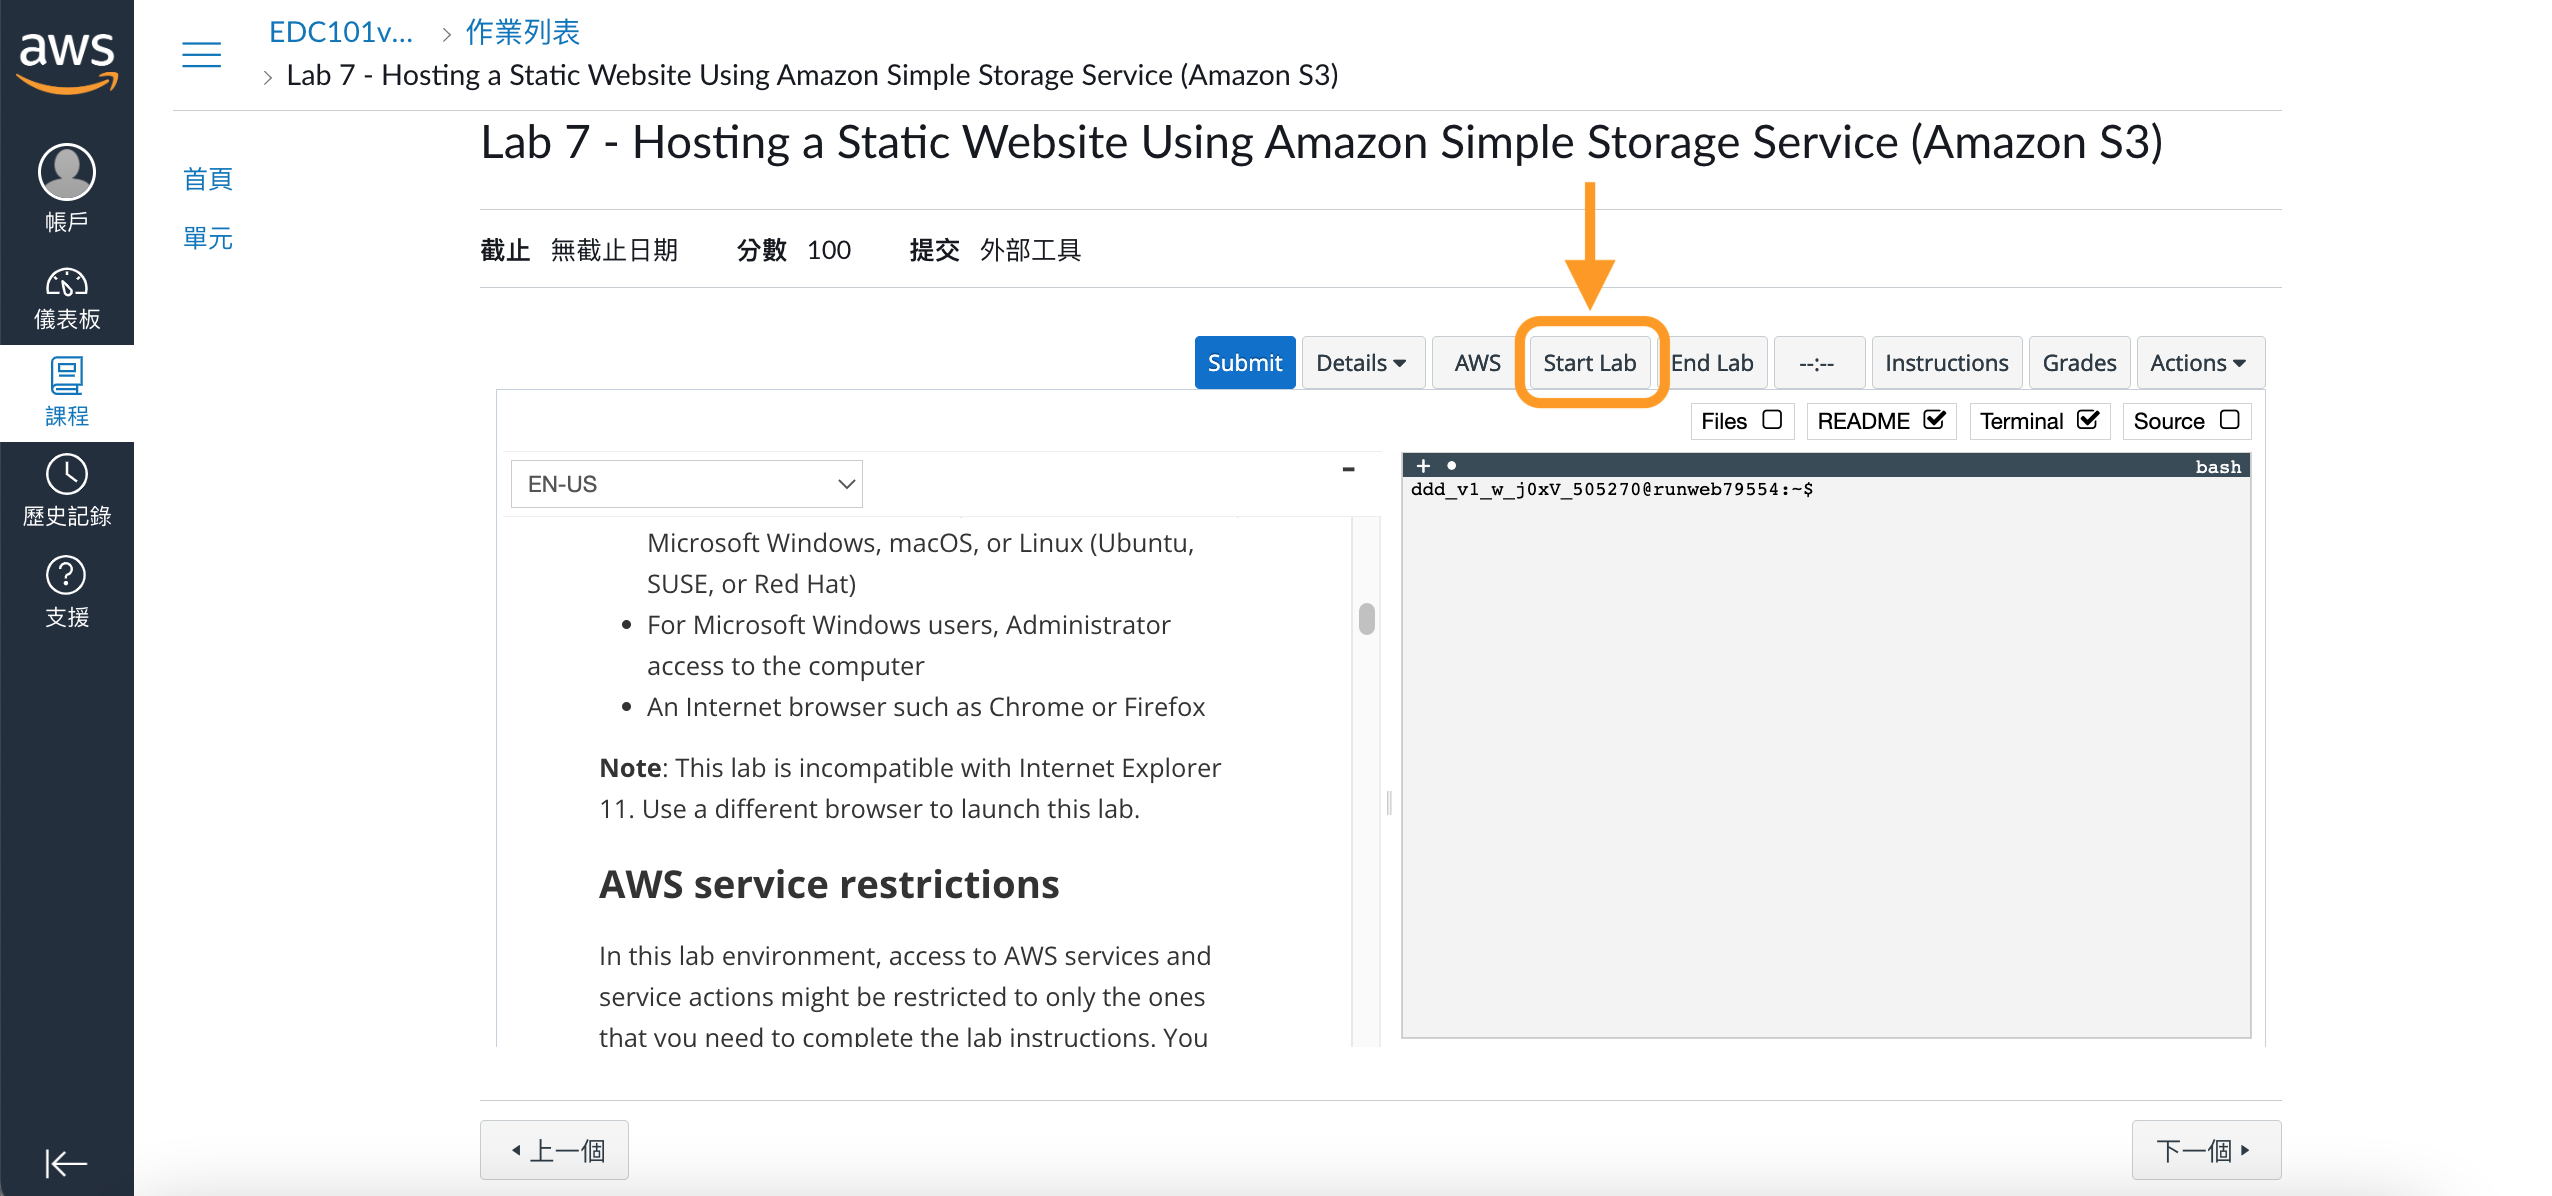 aws
帳戶
儀表板
課程
歷史記錄
支援
EDC101v... > 作業列表
> Lab 7 - Hosting a Static Website Using Amazon Simple Storage Service (Amazon S3)
首頁
單元
Lab 7 - Hosting a Static Website Using Amazon Simple Storage Service (Amazon S3)
截止 無截止日期 分數 100 提交 外部工具
Submit Details AWS Start Lab End Lab --:-- Instructions Grades Actions
Files README Terminal Source
EN-US
Microsoft Windows, macOS, or Linux (Ubuntu,
SUSE, or Red Hat)
• For Microsoft Windows users, Administrator
access to the computer
• An Internet browser such as Chrome or Firefox
Note: This lab is incompatible with Internet Explorer
11. Use a different browser to launch this lab.
AWS service restrictions
In this lab environment, access to AWS services and
service actions might be restricted to only the ones
that you need to complete the lab instructions. You
bash
ddd_v1_w_j0xV_505270@runweb79554:~$
上一個
下一個